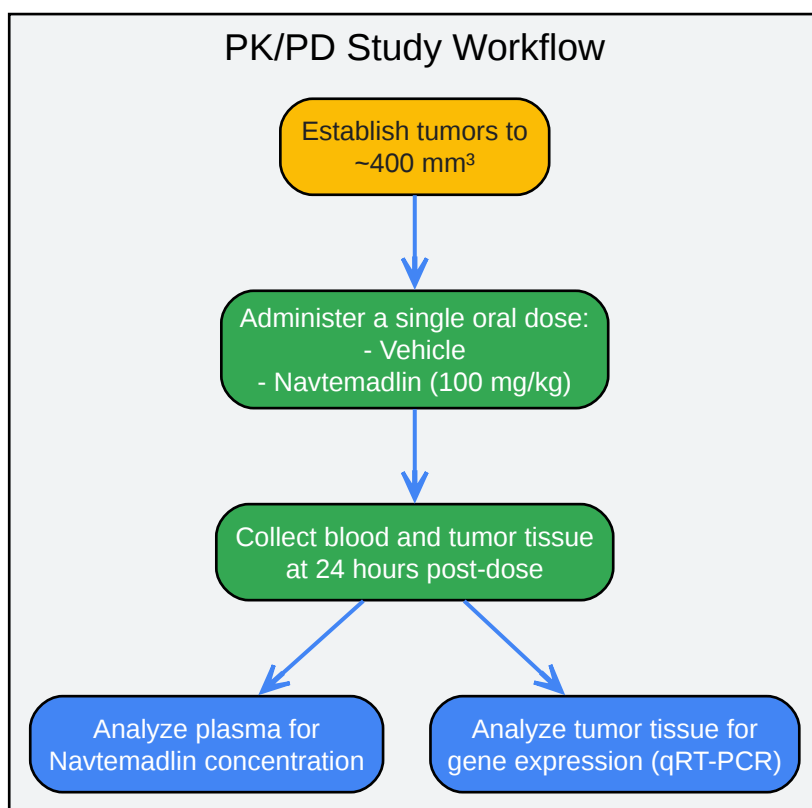 PK/PD Study Workflow
Establish tumors to
~400 mm³
Administer a single oral dose:
- Vehicle
- Navtemadlin (100 mg/kg)
Collect blood and tumor tissue
at 24 hours post-dose
Analyze plasma for
Navtemadlin concentration
Analyze tumor tissue for
gene expression (qRT-PCR)